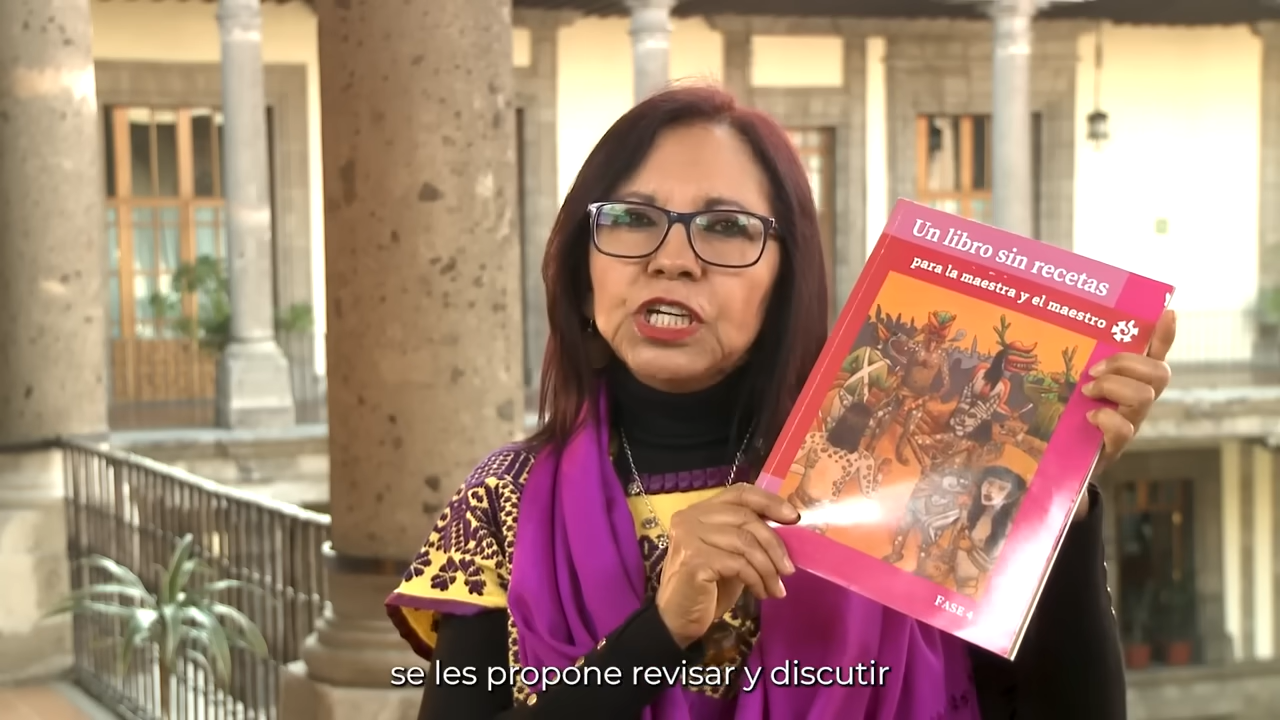 Un libro sin recetas
para la maestra y el maestro
FASE 4
se les propone revisar y discutir